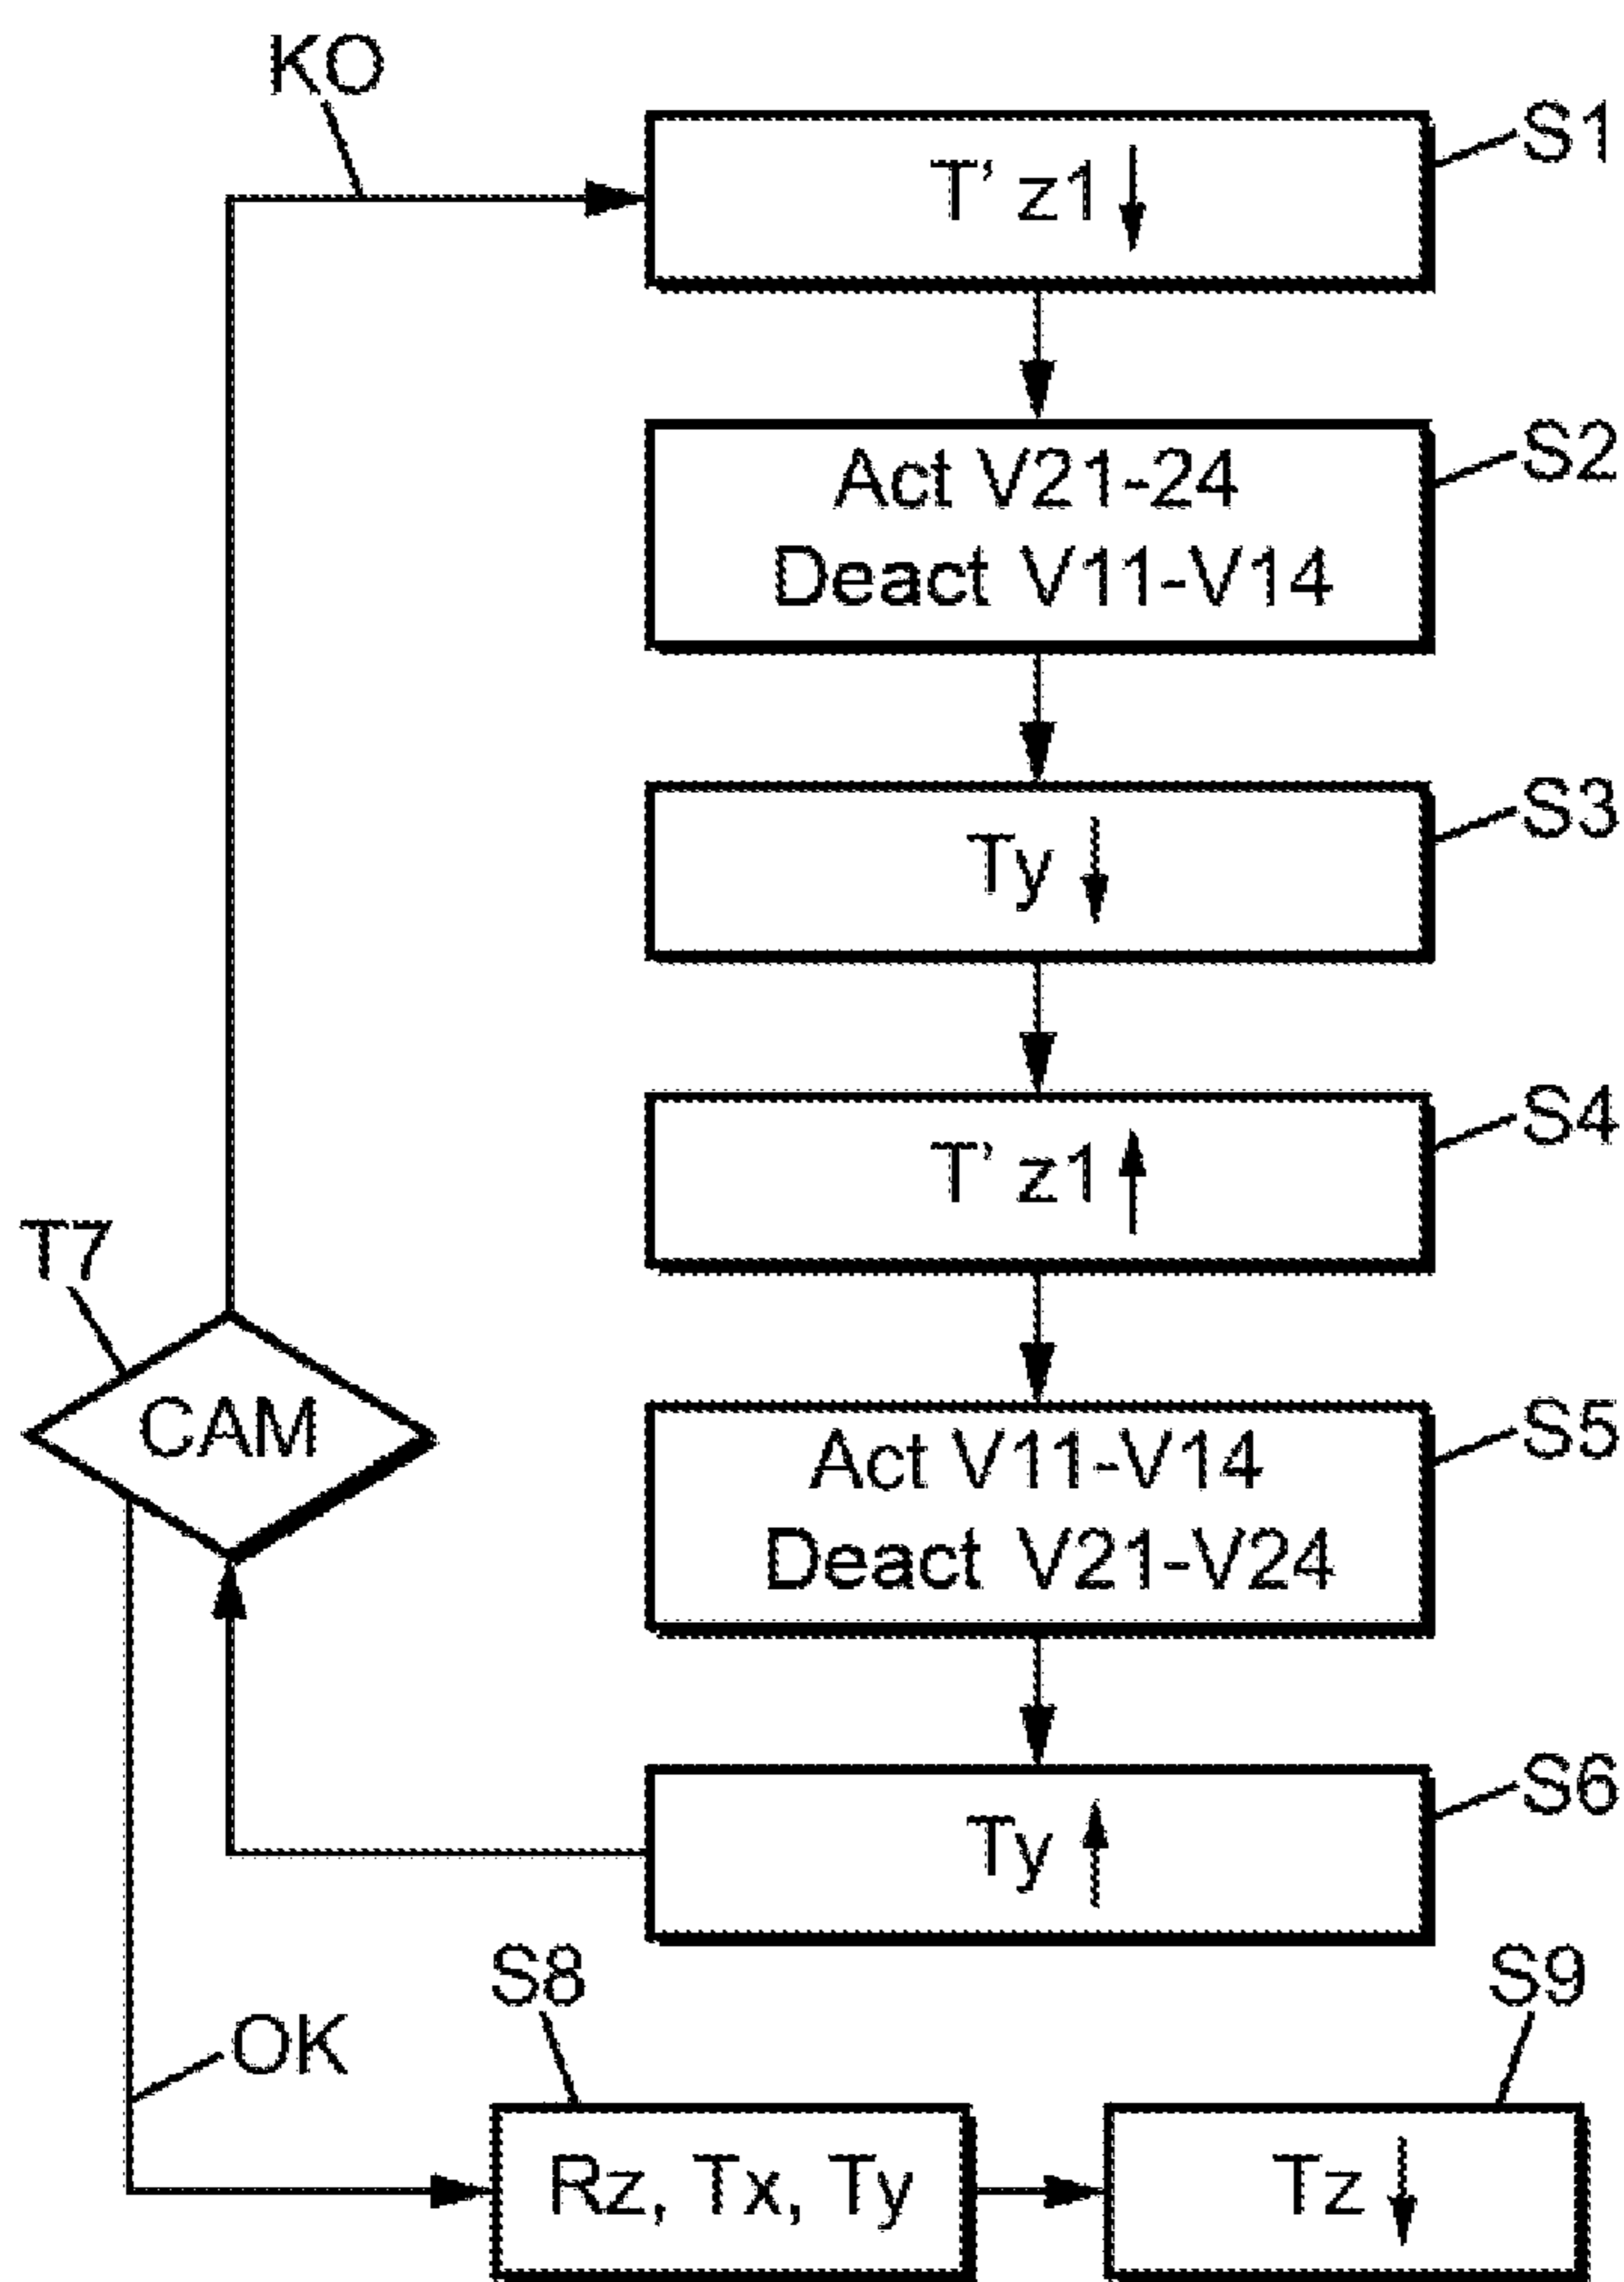 KO
T' z1
S1
Act V21-24
Deact V11-V14
S2
Ty
S3
T' z1
S4
T7
CAM
Act V11-V14
Deact V21-V24
S5
Ty
S6
OK
S8
Rz, Tx, Ty
S9
Tz